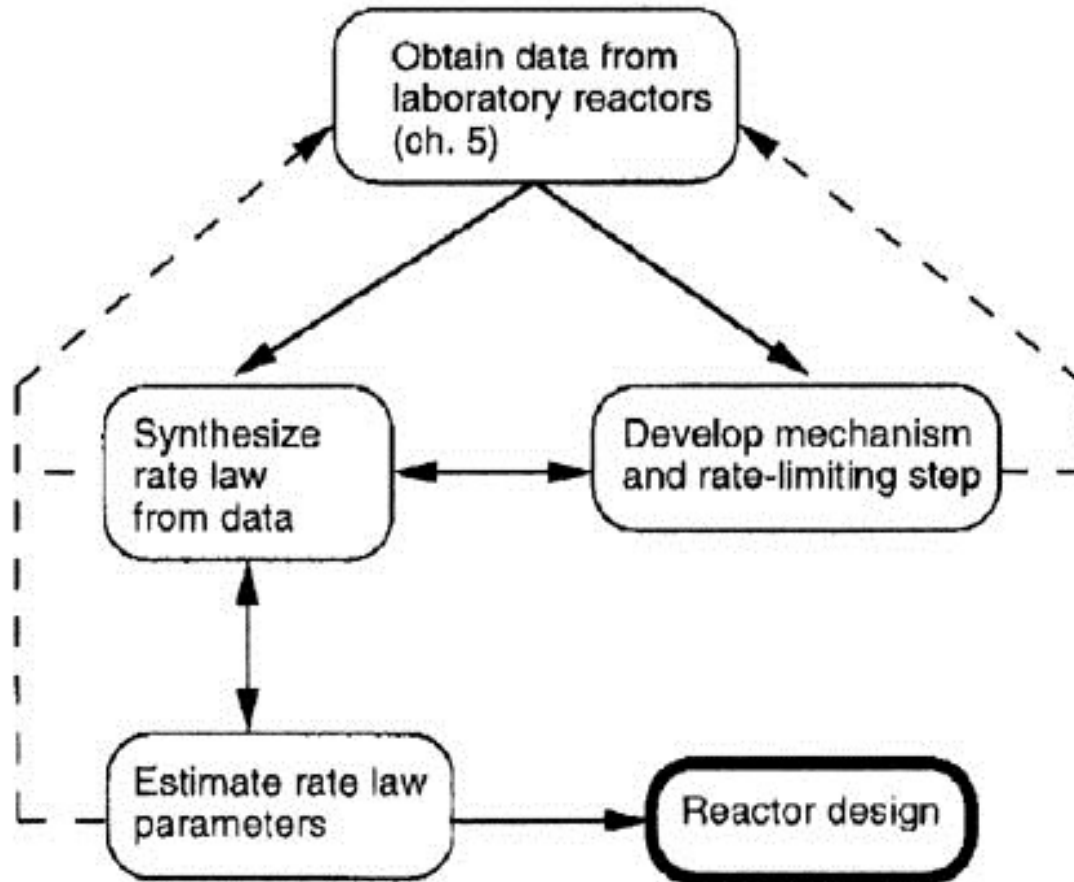 Obtain data from
laboratory reactors
(ch. 5)
Synthesize
rate law
from data
Develop mechanism
and rate-limiting step
Estimate rate law
parameters
Reactor design